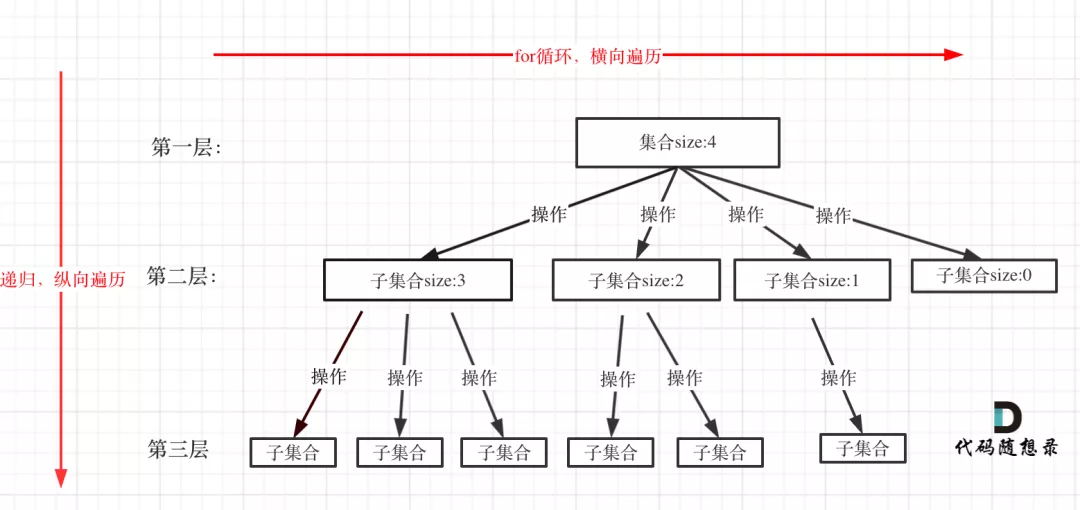 for循环，横向遍历
第一层：
集合size:4
操作
操作
操作
操作
递归，纵向遍历
第二层：
子集合size:3
子集合size:2
子集合size:1
子集合size:0
操作
操作
操作
操作
操作
操作
第三层
子集合
子集合
子集合
子集合
子集合
子集合
代码随想录